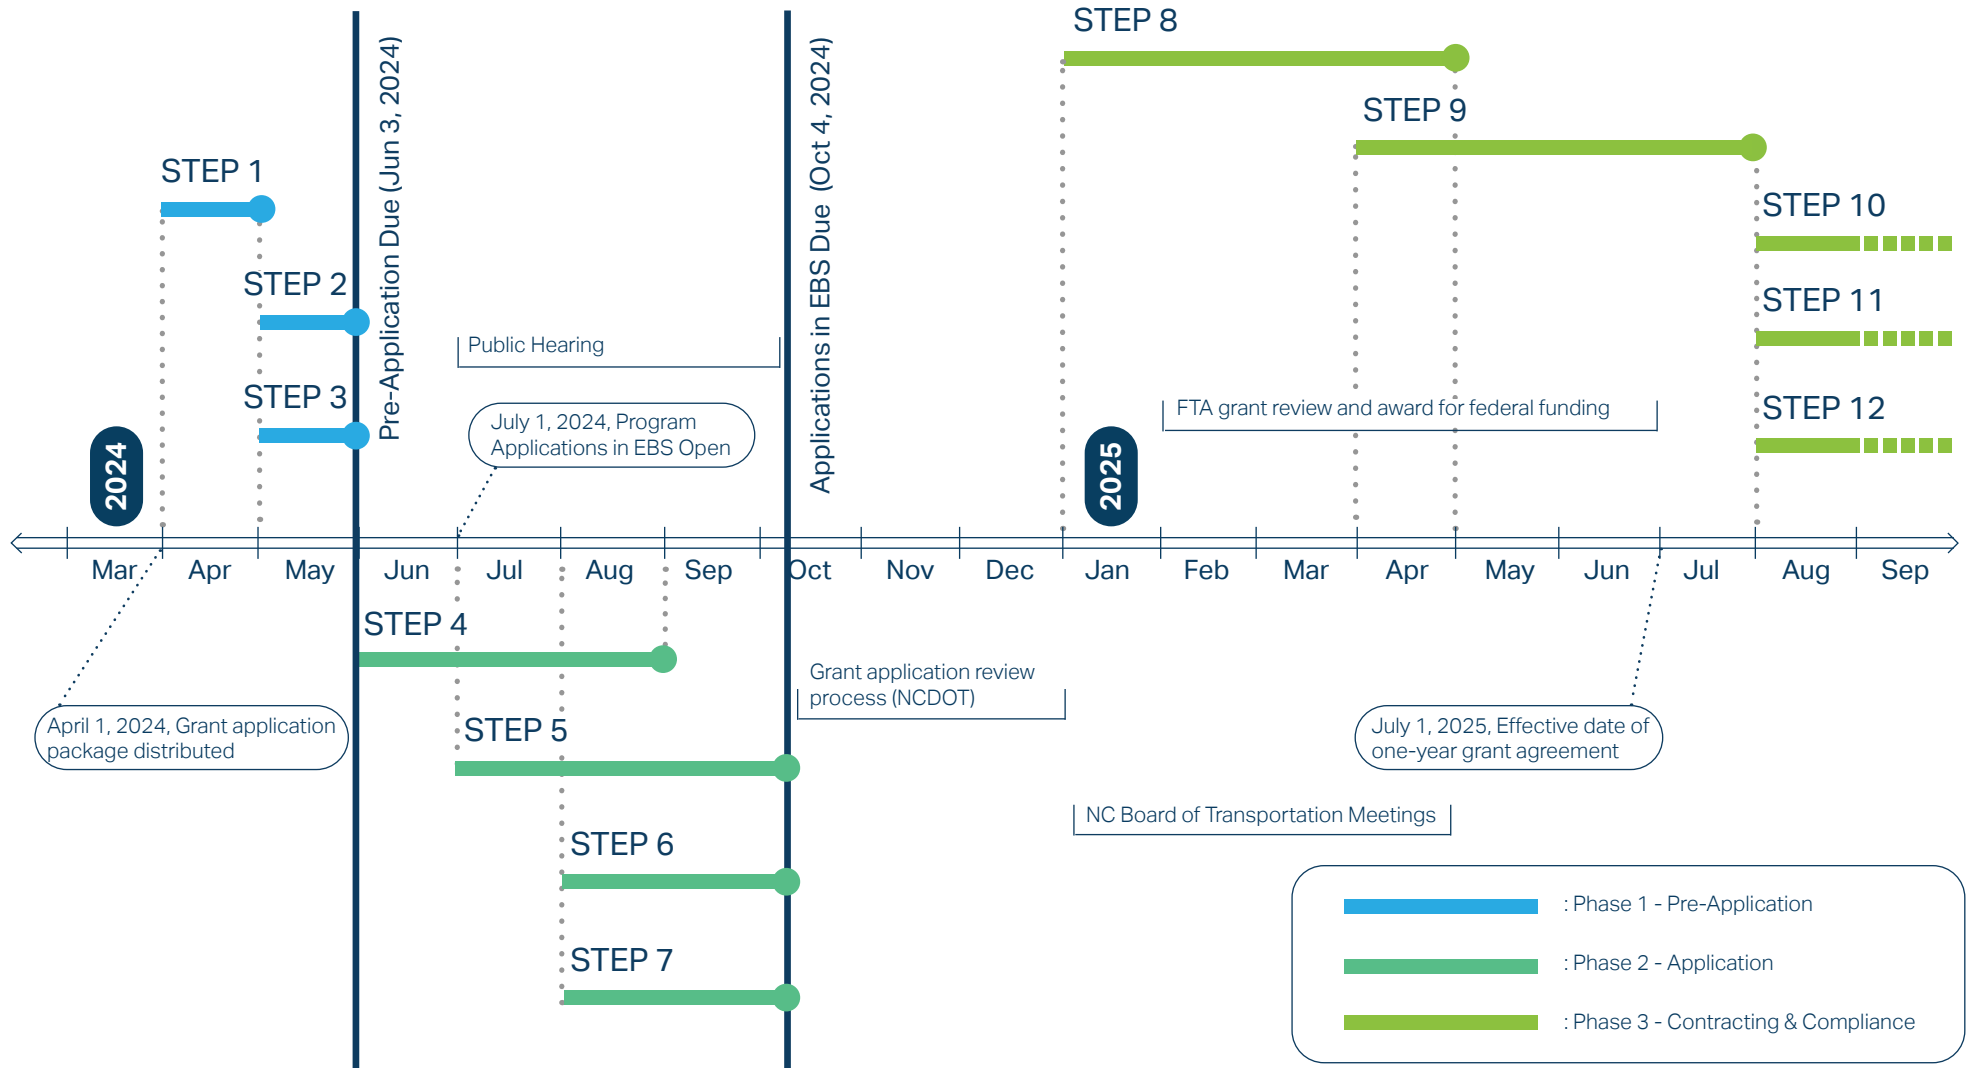 STEP 8
Pre-Application Due (Jun 3, 2024)
Applications in EBS Due (Oct 4, 2024)
STEP 9
STEP 1
STEP 10
STEP 2
STEP 11
Public Hearing
STEP 3
FTA grant review and award for federal funding
STEP 12
July 1, 2024, Program
Applications in EBS Open
2024
2025
Mar Apr May Jun Jul Aug Sep Oct Nov Dec Jan Feb Mar Apr May Jun Jul Aug Sep
STEP 4
Grant application review
process (NCDOT)
April 1, 2024, Grant application
package distributed
STEP 5
July 1, 2025, Effective date of
one-year grant agreement
NC Board of Transportation Meetings
STEP 6
STEP 7
: Phase 1 - Pre-Application
: Phase 2 - Application
: Phase 3 - Contracting & Compliance